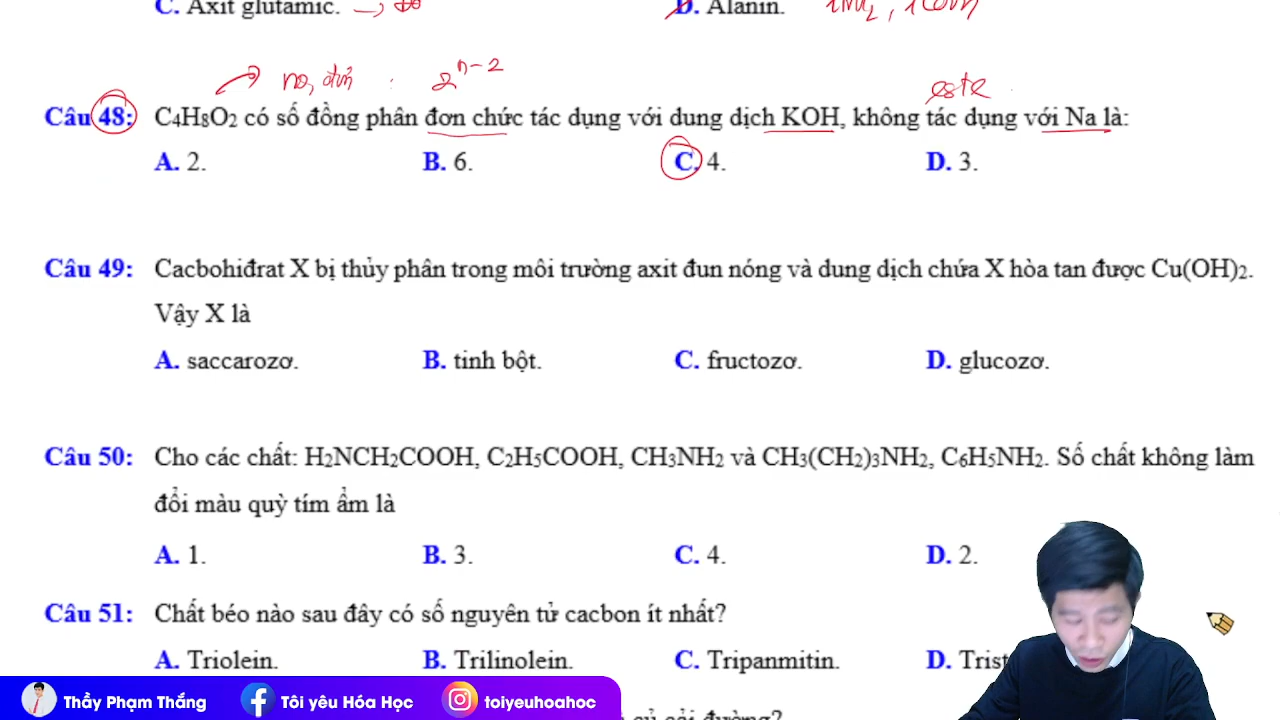 C. Axit glutamic. D. Alanin.
no, đơn : 2^n-2 este
Câu 48: C4H8O2 có số đồng phân đơn chức tác dụng với dung dịch KOH, không tác dụng với Na là:
A. 2. B. 6. C. 4. D. 3.
Câu 49: Cacbohiđrat X bị thủy phân trong môi trường axit đun nóng và dung dịch chứa X hòa tan được Cu(OH)2.
Vậy X là
A. saccarozơ. B. tinh bột. C. fructozơ. D. glucozơ.
Câu 50: Cho các chất: H2NCH2COOH, C2H5COOH, CH3NH2 và CH3(CH2)3NH2, C6H5NH2. Số chất không làm
đổi màu quỳ tím ẩm là
A. 1. B. 3. C. 4. D. 2.
Câu 51: Chất béo nào sau đây có số nguyên tử cacbon ít nhất?
A. Triolein. B. Trilinolein. C. Tripanmitin. D. Trist
Thầy Phạm Thắng Tôi yêu Hóa Học toiyeuhoahoc
củ cải đường?